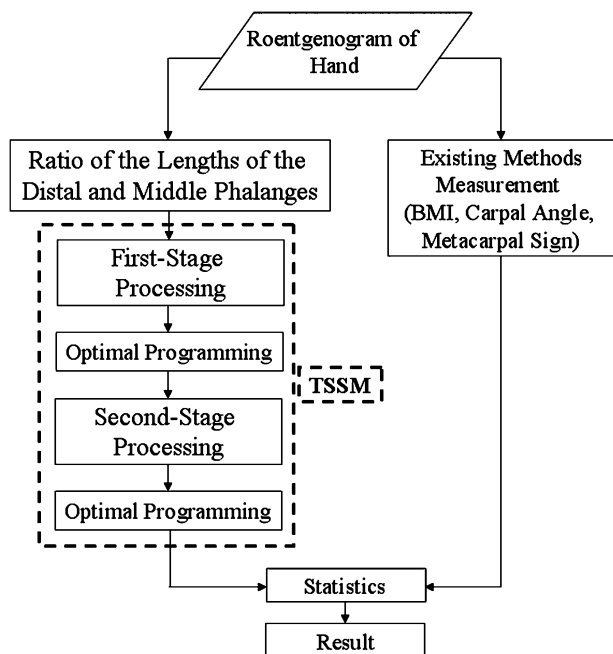 Roentgenogram of
Hand
Ratio of the Lengths of the
Distal and Middle Phalanges
Existing Methods
Measurement
(BMI, Carpal Angle,
Metacarpal Sign)
First-Stage
Processing
Optimal Programming
TSSM
Second-Stage
Processing
Optimal Programming
Statistics
Result